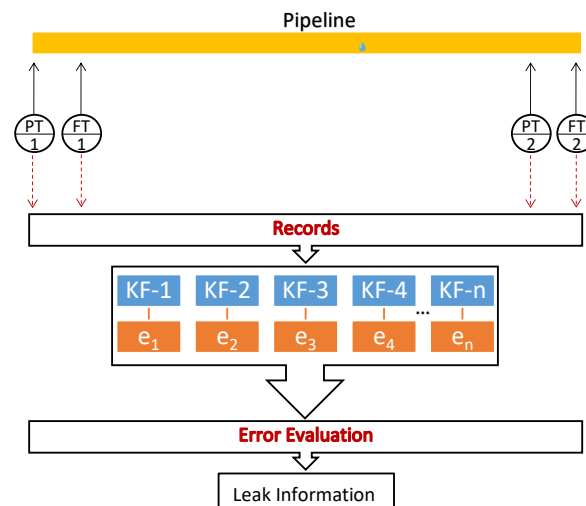 Pipeline
PT FT PT FT
1 1 2 2
Records
KF-1 KF-2 KF-3 KF-4 ... KF-n
e1 e2 e3 e4 en
Error Evaluation
Leak Information